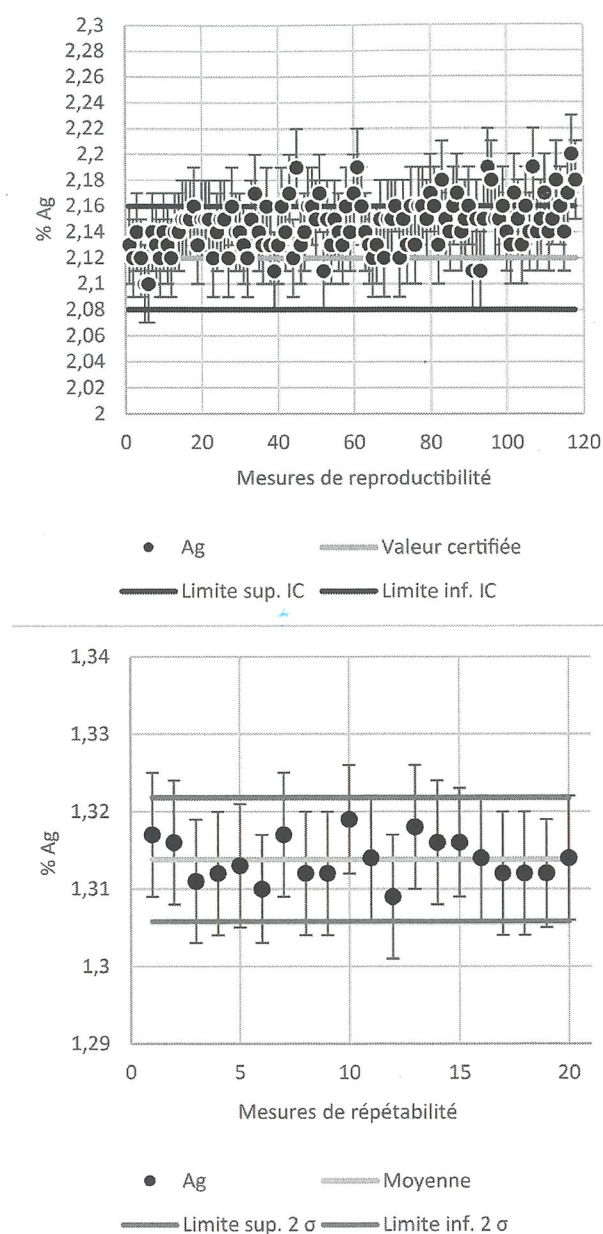 2,3
2,28
2,26
2,24
2,22
2,2
2,18
2,16
2,14
2,12
2,1
2,08
2,06
2,04
2,02
2
% Ag
0 20 40 60 80 100 120
Mesures de reproductibilité
Ag Valeur certifiée
Limite sup. IC Limite inf. IC
1,34
1,33
1,32
1,31
1,3
1,29
% Ag
0 5 10 15 20
Mesures de répétabilité
Ag Moyenne
Limite sup. 2 σ Limite inf. 2 σ